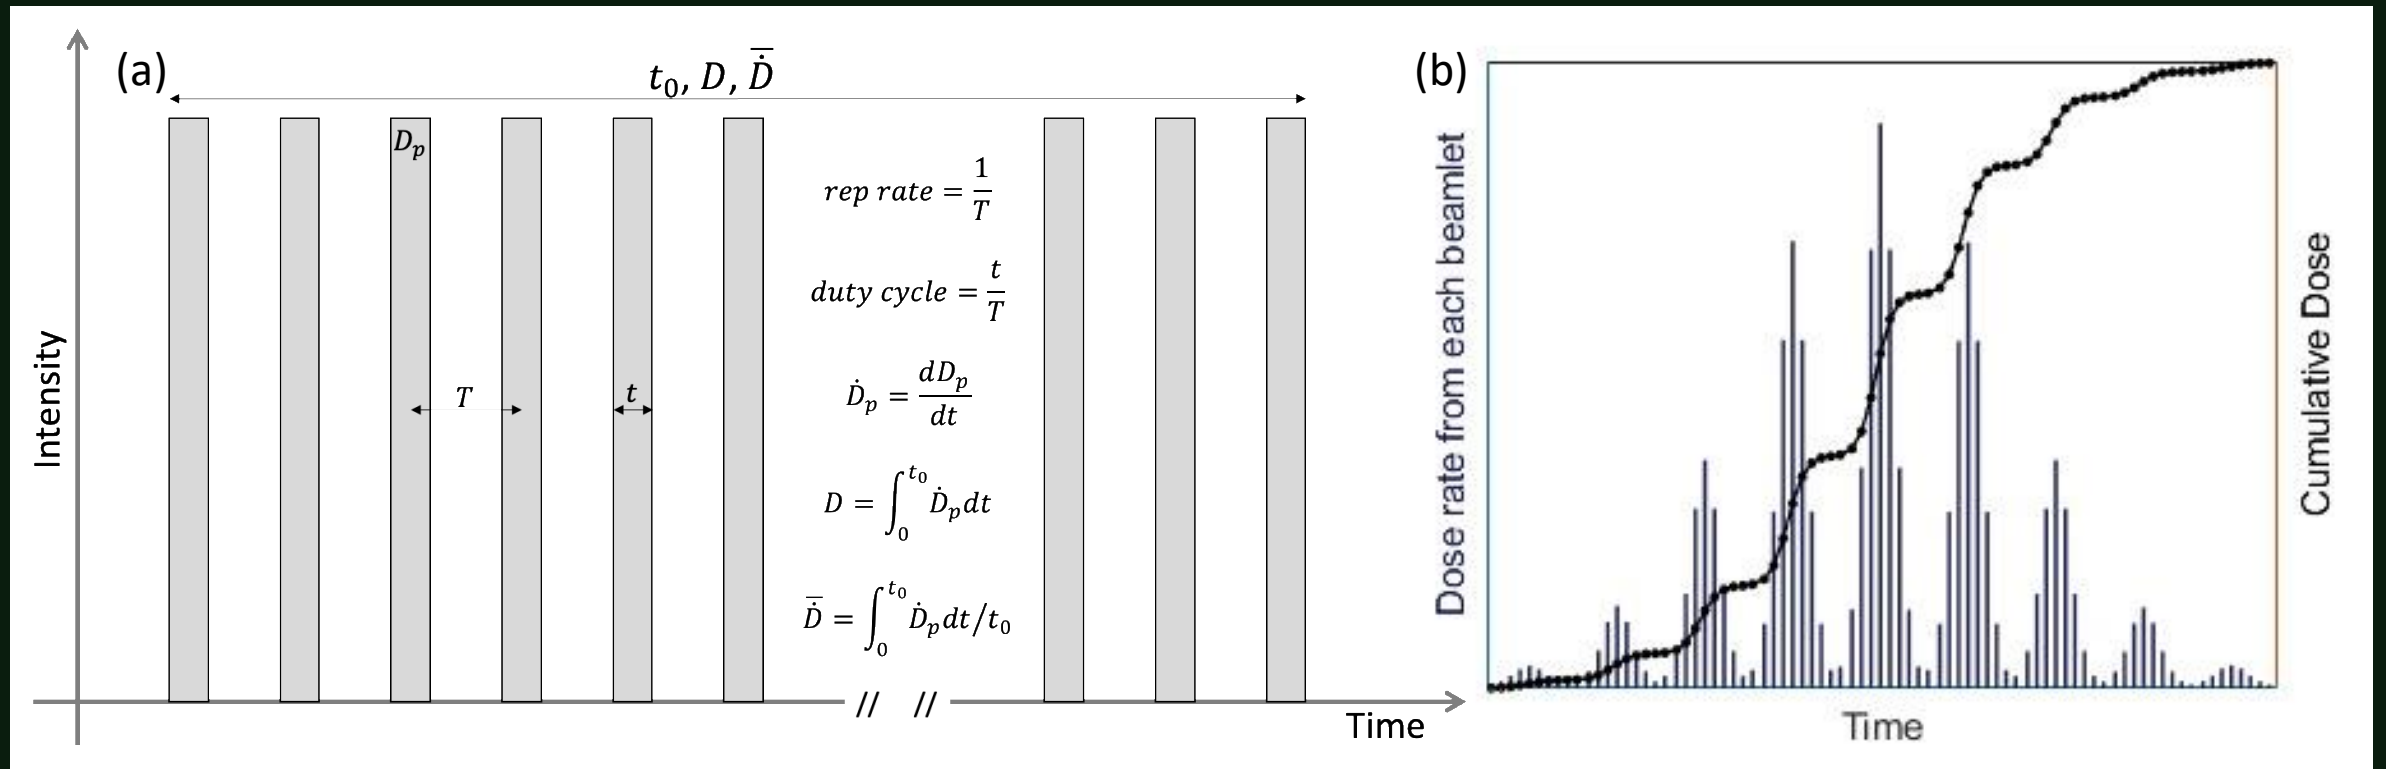 (a)
t₀, D, D̅̇
Dₚ
T
t
rep rate = 1/T
duty cycle = t/T
Ḋₚ = dDₚ/dt
D = ∫₀^t₀ Ḋₚdt
D̅̇ = ∫₀^t₀ Ḋₚdt/t₀
Intensity
// //
Time
(b)
Dose rate from each beamlet
Cumulative Dose
Time